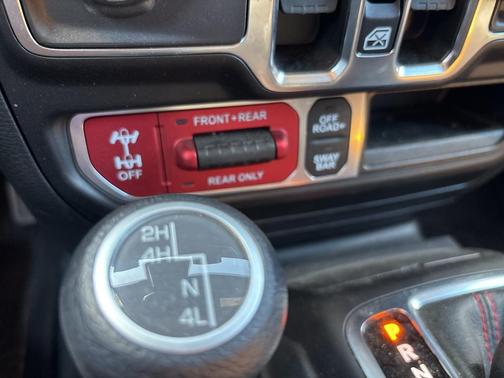 FRONT+REAR
OFF
REAR ONLY
OFF
ROAD+
SWAY
BAR
2H
4H
N
4L
P
R
N